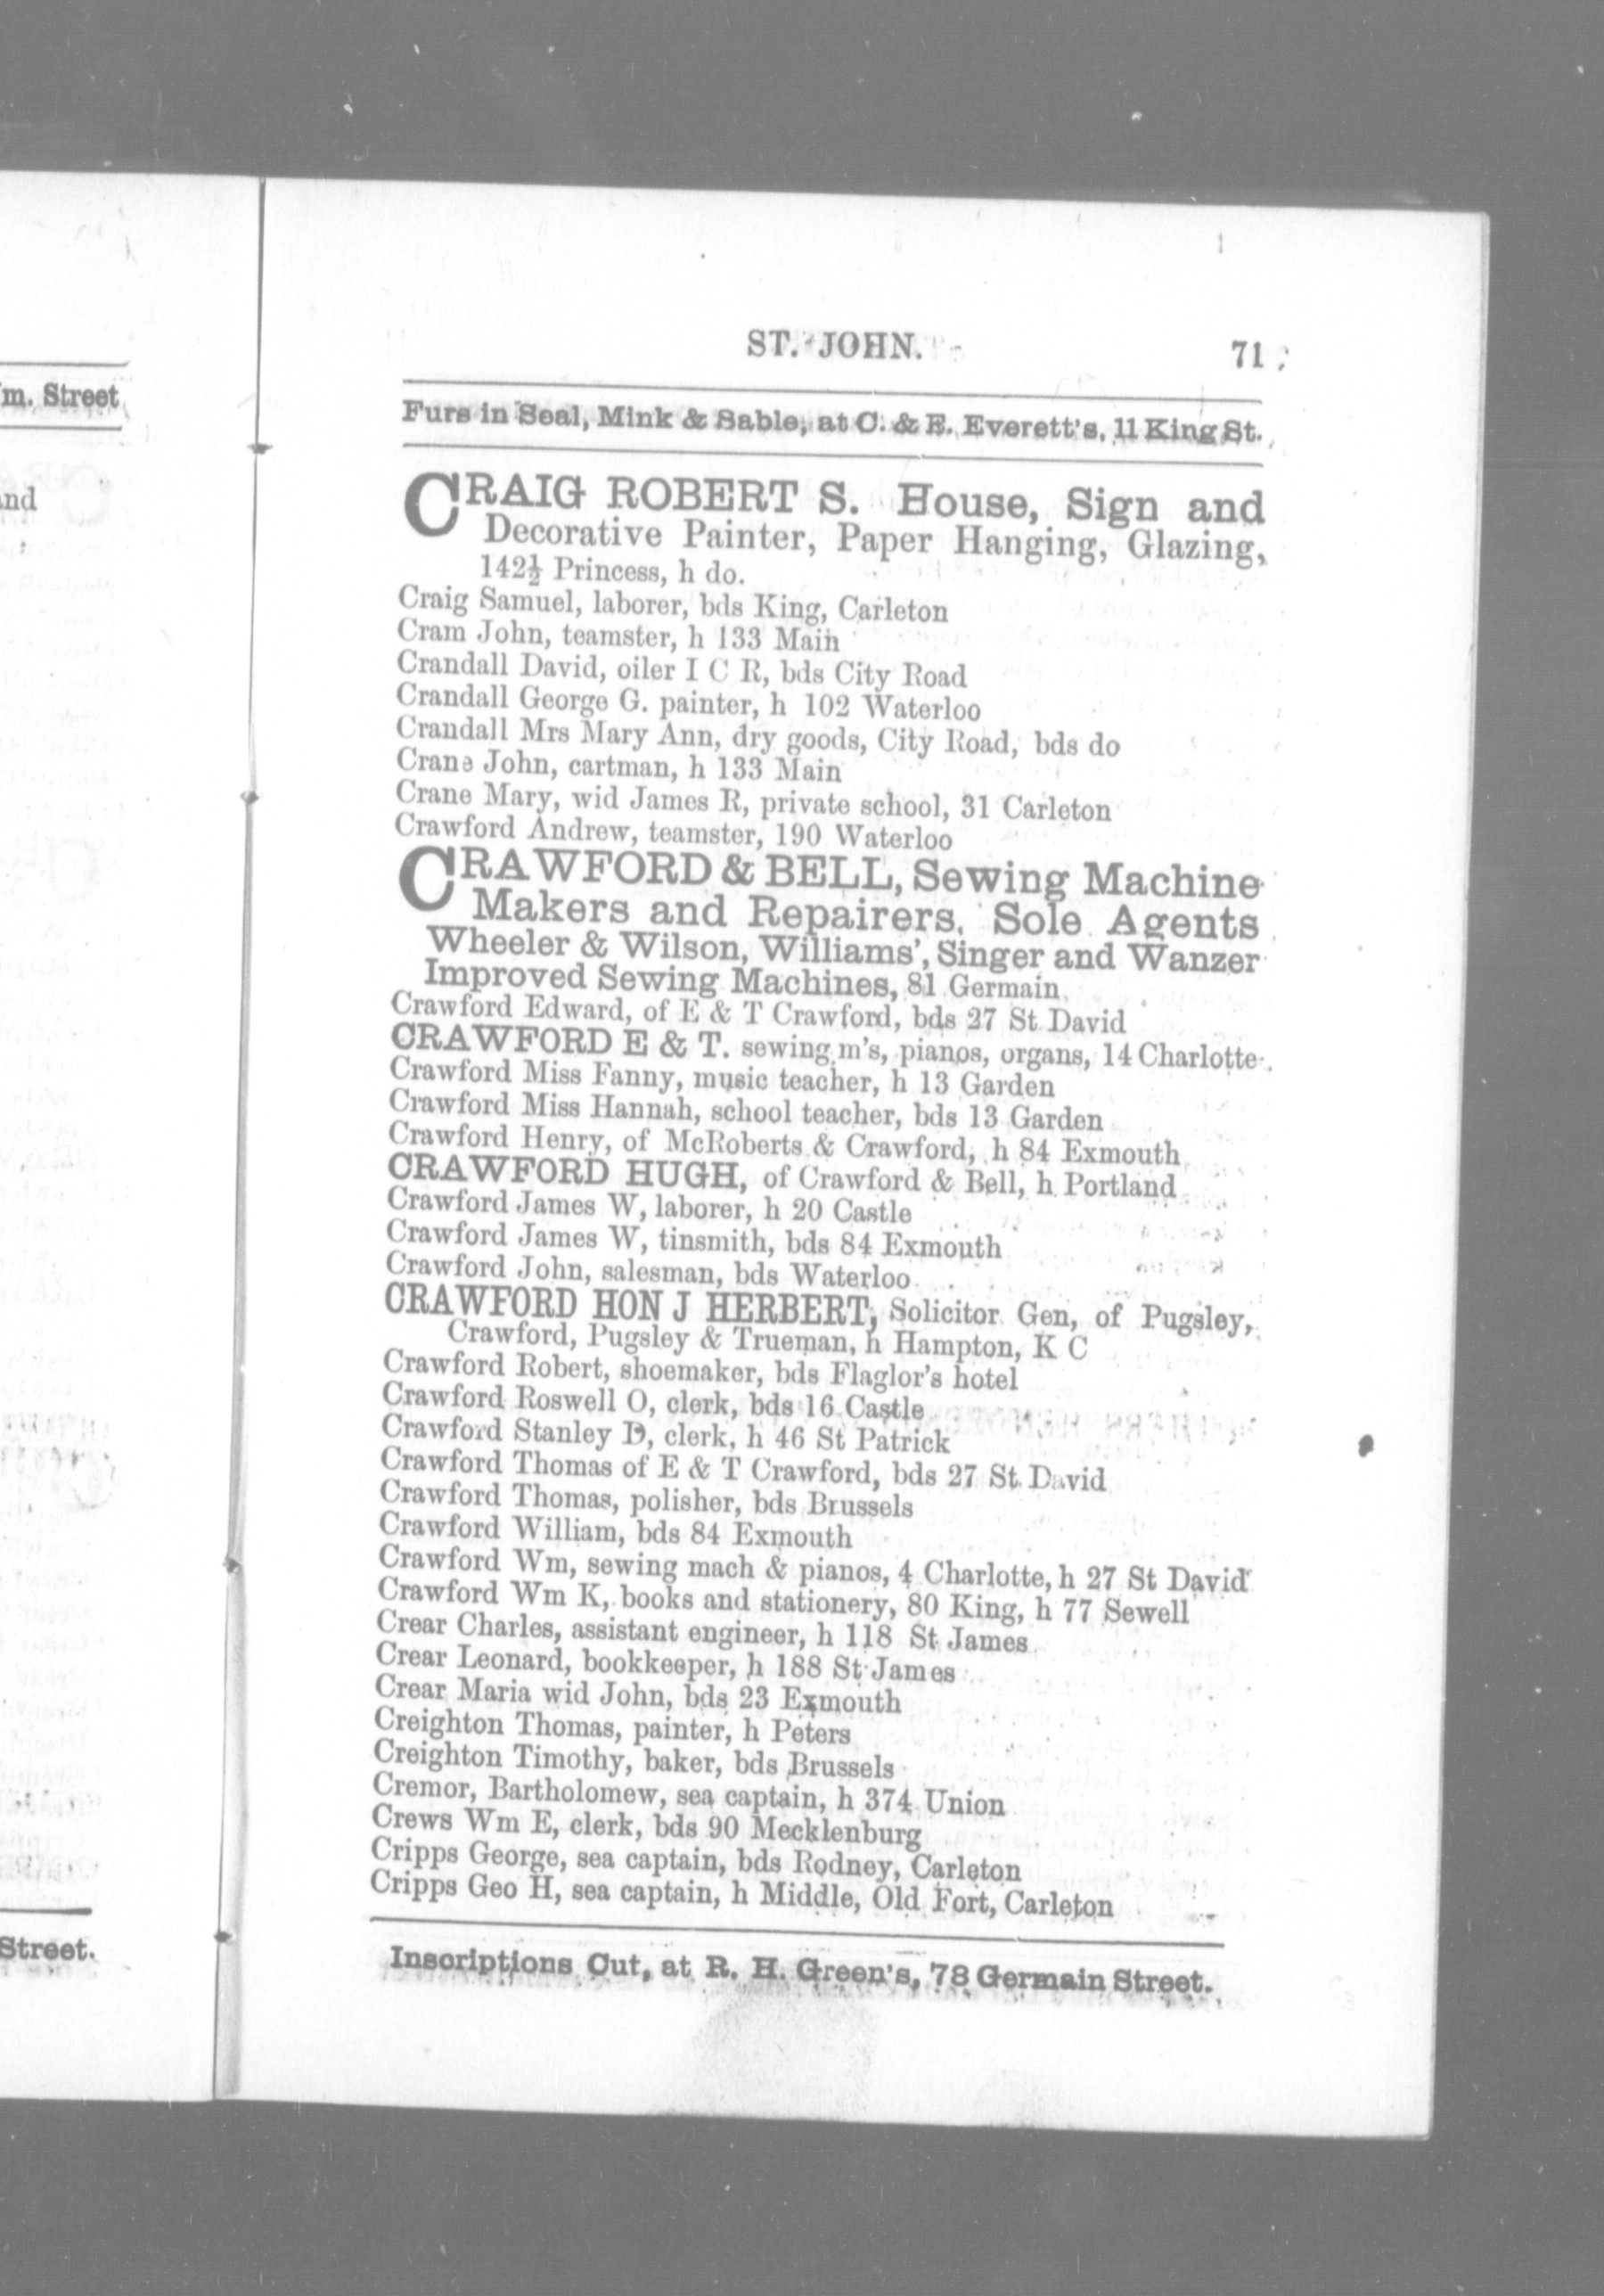 m. Street
and
Street.
ST. JOHN. 71
Furs in Seal, Mink & Sable, at C. & E. Everett's, 11 King St.
CRAIG ROBERT S. House, Sign and
Decorative Painter, Paper Hanging, Glazing,
142½ Princess, h do.
Craig Samuel, laborer, bds King, Carleton
Cram John, teamster, h 133 Main
Crandall David, oiler I C R, bds City Road
Crandall George G. painter, h 102 Waterloo
Crandall Mrs Mary Ann, dry goods, City Road, bds do
Crane John, cartman, h 133 Main
Crane Mary, wid James R, private school, 31 Carleton
Crawford Andrew, teamster, 190 Waterloo
CRAWFORD & BELL, Sewing Machine
Makers and Repairers. Sole Agents
Wheeler & Wilson, Williams', Singer and Wanzer
Improved Sewing Machines, 81 Germain.
Crawford Edward, of E & T Crawford, bds 27 St David
CRAWFORD E & T. sewing m's, pianos, organs, 14 Charlotte
Crawford Miss Fanny, music teacher, h 13 Garden
Crawford Miss Hannah, school teacher, bds 13 Garden
Crawford Henry, of McRoberts & Crawford, h 84 Exmouth
CRAWFORD HUGH, of Crawford & Bell, h Portland
Crawford James W, laborer, h 20 Castle
Crawford James W, tinsmith, bds 84 Exmouth
Crawford John, salesman, bds Waterloo
CRAWFORD HON J HERBERT, Solicitor Gen, of Pugsley,
Crawford, Pugsley & Trueman, h Hampton, K C
Crawford Robert, shoemaker, bds Flaglor's hotel
Crawford Roswell O, clerk, bds 16 Castle
Crawford Stanley D, clerk, h 46 St Patrick
Crawford Thomas of E & T Crawford, bds 27 St David
Crawford Thomas, polisher, bds Brussels
Crawford William, bds 84 Exmouth
Crawford Wm, sewing mach & pianos, 4 Charlotte, h 27 St David
Crawford Wm K, books and stationery, 80 King, h 77 Sewell
Crear Charles, assistant engineer, h 118 St James
Crear Leonard, bookkeeper, h 188 St James
Crear Maria wid John, bds 23 Exmouth
Creighton Thomas, painter, h Peters
Creighton Timothy, baker, bds Brussels
Cremor, Bartholomew, sea captain, h 374 Union
Crews Wm E, clerk, bds 90 Mecklenburg
Cripps George, sea captain, bds Rodney, Carleton
Cripps Geo H, sea captain, h Middle, Old Fort, Carleton
Inscriptions Cut, at R. H. Green's, 78 Germain Street.